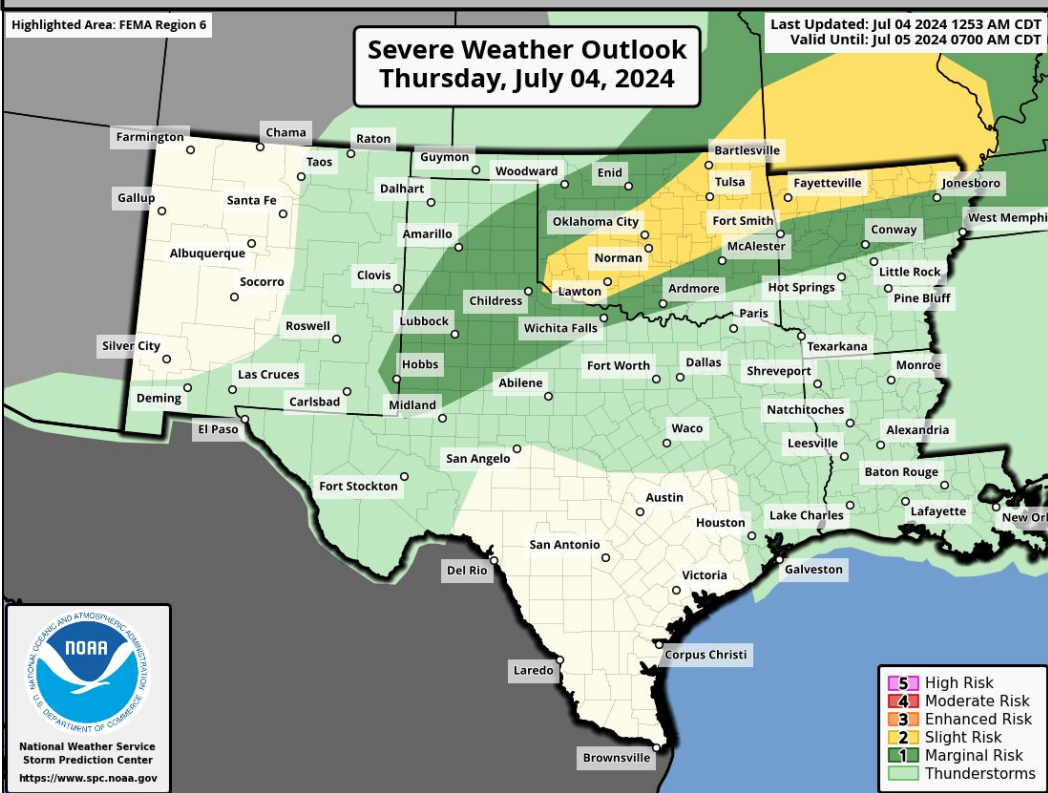 Highlighted Area: FEMA Region 6
Severe Weather Outlook
Thursday, July 04, 2024
Last Updated: Jul 04 2024 1253 AM CDT
Valid Until: Jul 05 2024 0700 AM CDT
Farmington
Chama
Raton
Taos
Guymon
Woodward
Enid
Bartlesville
Tulsa
Fayetteville
Jonesboro
Gallup
Santa Fe
Dalhart
Amarillo
Oklahoma City
Fort Smith
Conway
West Memphi
Albuquerque
Norman
McAlester
Socorro
Clovis
Childress
Lawton
Ardmore
Hot Springs
Little Rock
Pine Bluff
Roswell
Lubbock
Wichita Falls
Paris
Texarkana
Silver City
Las Cruces
Hobbs
Abilene
Fort Worth
Dallas
Shreveport
Monroe
Deming
Carlsbad
Midland
Natchitoches
El Paso
Waco
Leesville
Alexandria
San Angelo
Baton Rouge
Fort Stockton
Austin
Houston
Lake Charles
Lafayette
New Orl
San Antonio
Del Rio
Victoria
Galveston
Laredo
Corpus Christi
Brownsville
NATIONAL OCEANIC AND ATMOSPHERIC ADMINISTRATION
NOAA
U.S. DEPARTMENT OF COMMERCE
National Weather Service
Storm Prediction Center
https://www.spc.noaa.gov
5 High Risk
4 Moderate Risk
3 Enhanced Risk
2 Slight Risk
1 Marginal Risk
Thunderstorms